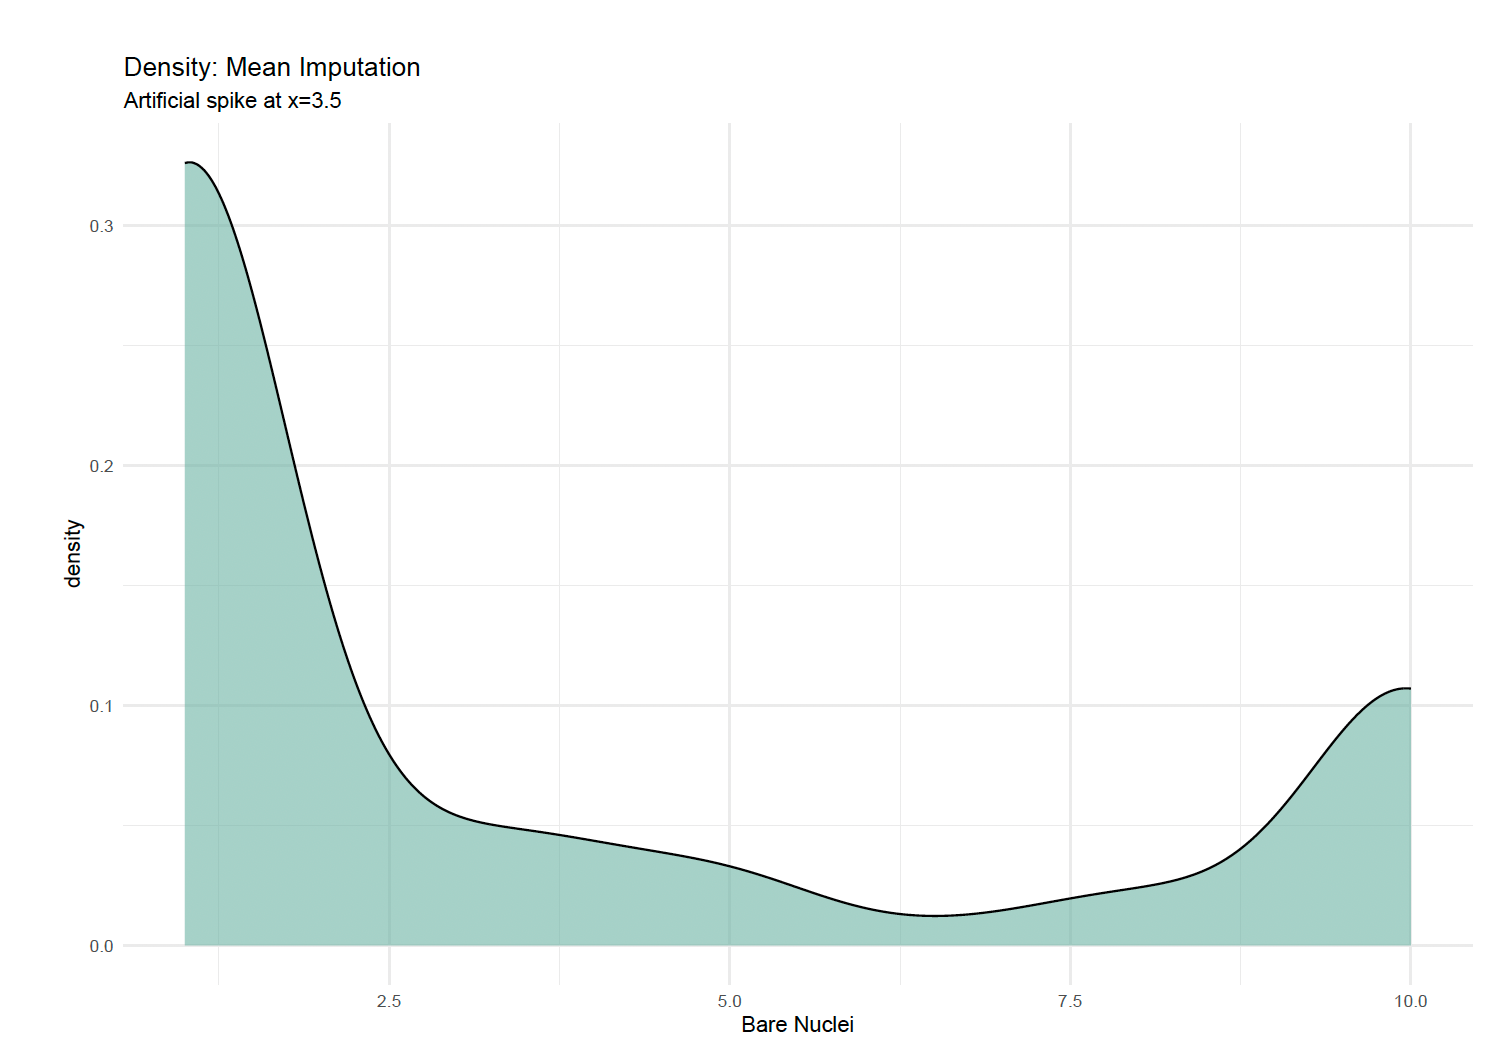 Density: Mean Imputation
Artificial spike at x=3.5
0.3
0.2
0.1
0.0
density
2.5 5.0 7.5 10.0
Bare Nuclei